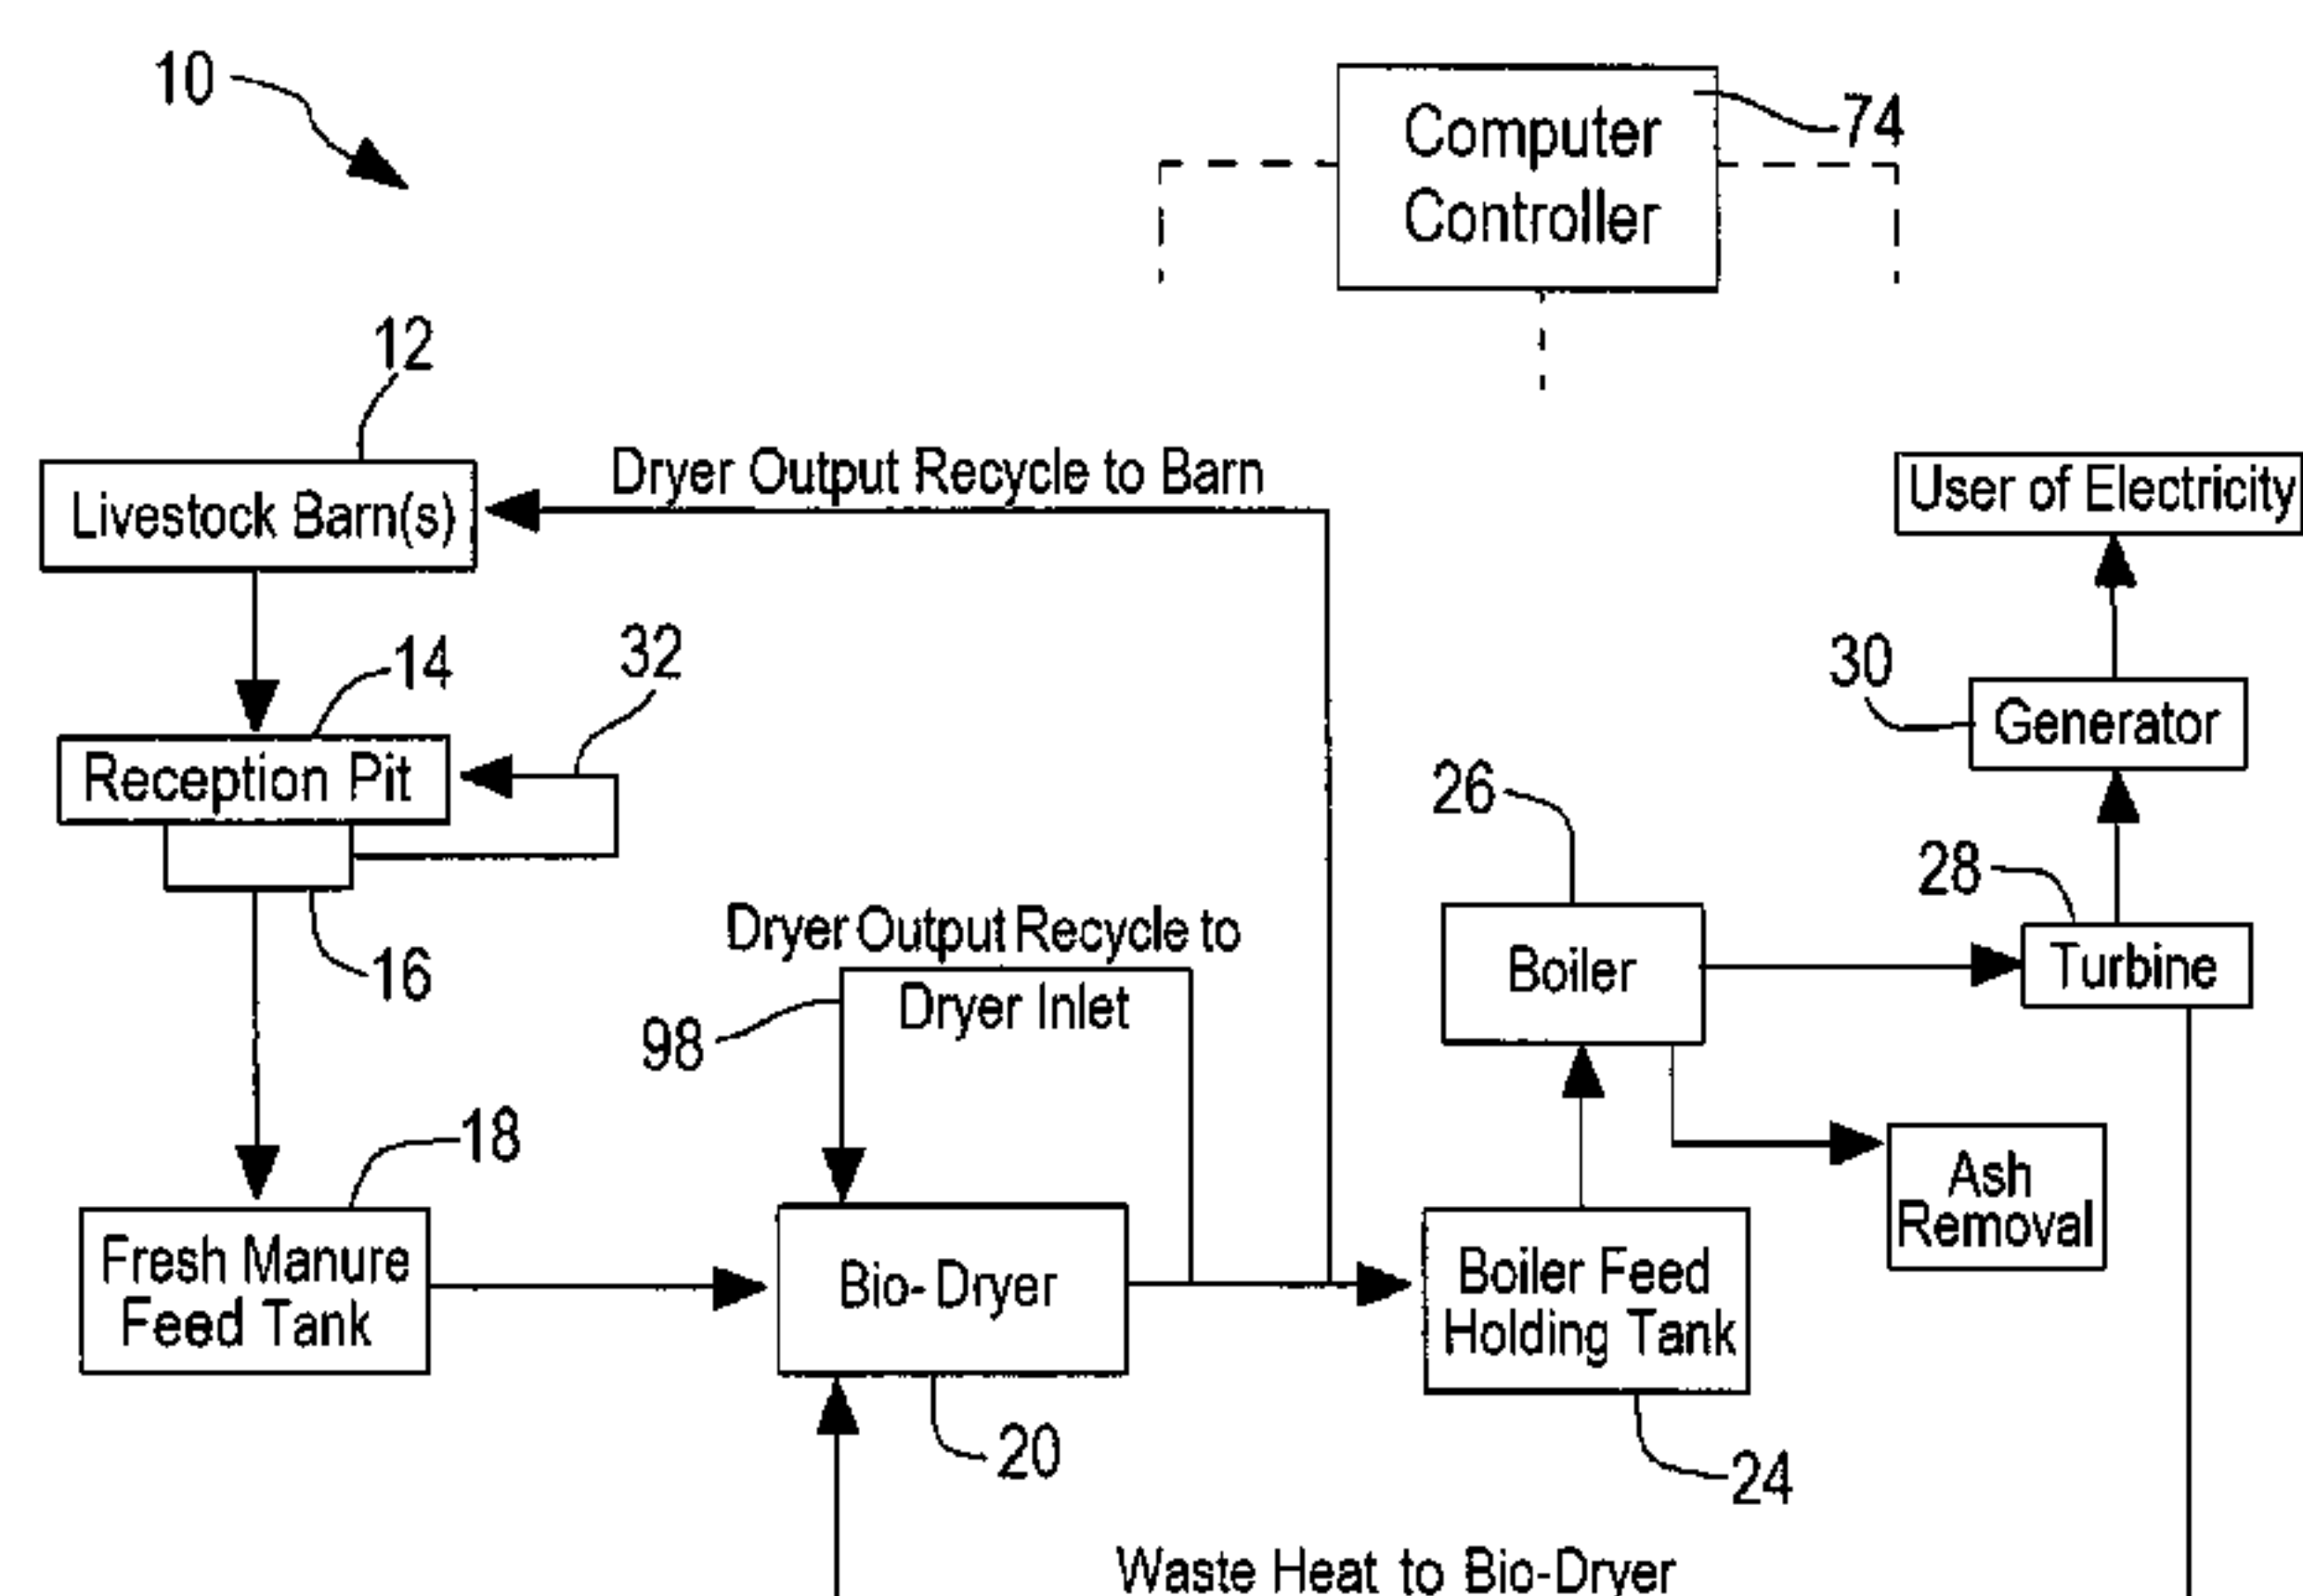 10
Computer
Controller
74
12
Livestock Barn(s)
Dryer Output Recycle to Barn
User of Electricity
14
32
Reception Pit
30
Generator
26
28
16
Dryer Output Recycle to
Dryer Inlet
98
Boiler
Turbine
18
Ash
Removal
Fresh Manure
Feed Tank
Bio-Dryer
Boiler Feed
Holding Tank
20
24
Waste Heat to Bio-Dryer